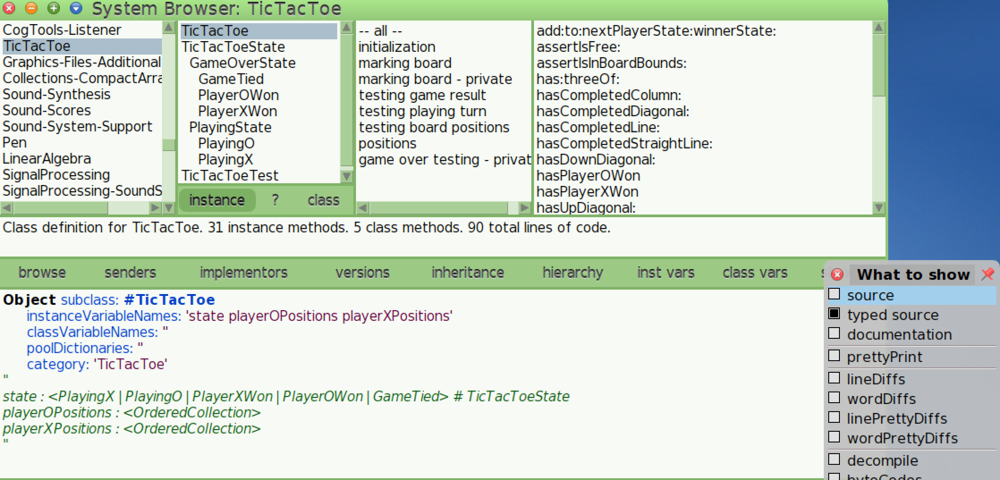 System Browser: TicTacToe
CogTools-Listener
TicTacToe
Graphics-Files-Additional
Collections-CompactArra
Sound-Synthesis
Sound-Scores
Sound-System-Support
Pen
LinearAlgebra
SignalProcessing
SignalProcessing-SoundS
TicTacToe
TicTacToeState
GameOverState
GameTied
PlayerOWon
PlayerXWon
PlayingState
PlayingO
PlayingX
TicTacToeTest
instance ? class
-- all --
initialization
marking board
marking board - private
testing game result
testing playing turn
testing board positions
positions
game over testing - privat
add:to:nextPlayerState:winnerState:
assertIsFree:
assertIsInBoardBounds:
has:threeOf:
hasCompletedColumn:
hasCompletedDiagonal:
hasCompletedLine:
hasCompletedStraightLine:
hasDownDiagonal:
hasPlayerOWon
hasPlayerXWon
hasUpDiagonal:
Class definition for TicTacToe. 31 instance methods. 5 class methods. 90 total lines of code.
browse senders implementors versions inheritance hierarchy inst vars class vars
Object subclass: #TicTacToe
instanceVariableNames: 'state playerOPositions playerXPositions'
classVariableNames: ''
poolDictionaries: ''
category: 'TicTacToe'
"
state : <PlayingX | PlayingO | PlayerXWon | PlayerOWon | GameTied> # TicTacToeState
playerOPositions : <OrderedCollection>
playerXPositions : <OrderedCollection>
"
What to show
source
typed source
documentation
prettyPrint
lineDiffs
wordDiffs
linePrettyDiffs
wordPrettyDiffs
decompile
byteCodes